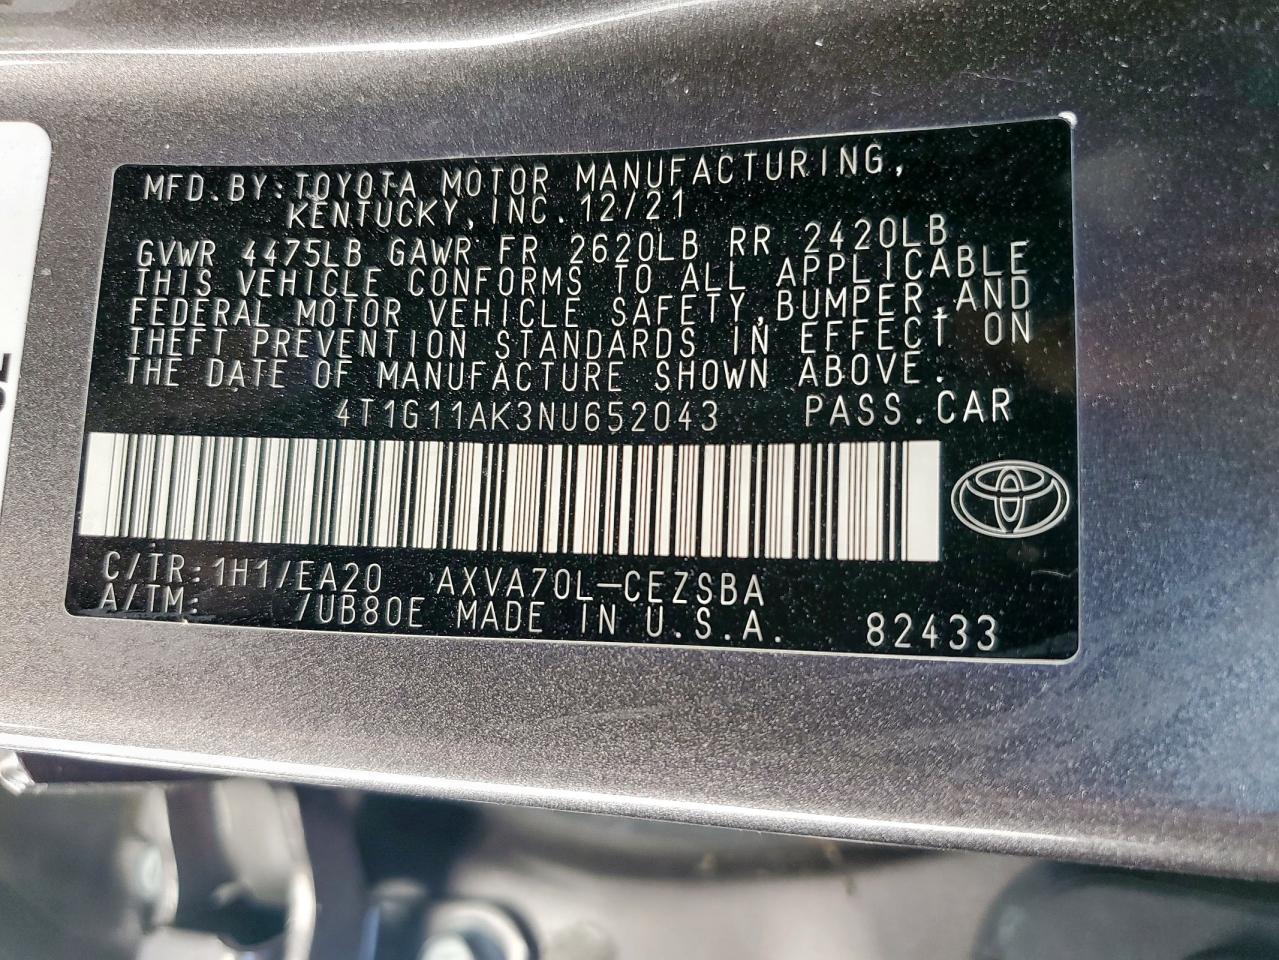 MFD.BY:TOYOTA MOTOR MANUFACTURING,
KENTUCKY,INC.12/21
GVWR 4475LB GAWR FR 2620LB RR 2420LB
THIS VEHICLE CONFORMS TO ALL APPLICABLE
FEDERAL MOTOR VEHICLE SAFETY,BUMPER,AND
THEFT PREVENTION STANDARDS IN EFFECT ON
THE DATE OF MANUFACTURE SHOWN ABOVE.
4T1G11AK3NU652043 PASS.CAR
C/TR:1H1/EA20 AXVA70L-CEZSBA
A/TM: /UB80E MADE IN U.S.A. 82433